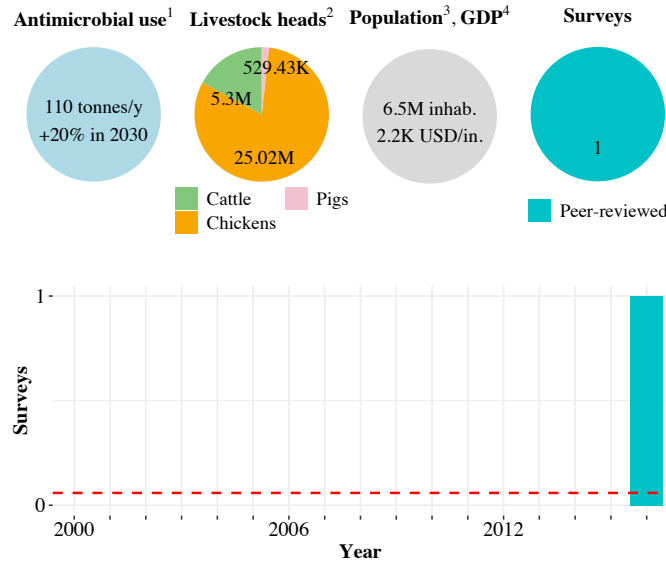 Antimicrobial use¹ Livestock heads² Population³, GDP⁴ Surveys
110 tonnes/y
+20% in 2030
529.43K
5.3M
25.02M
6.5M inhab.
2.2K USD/in.
1
Cattle Pigs
Chickens
Peer-reviewed
1
Surveys
0
2000 2006 2012
Year